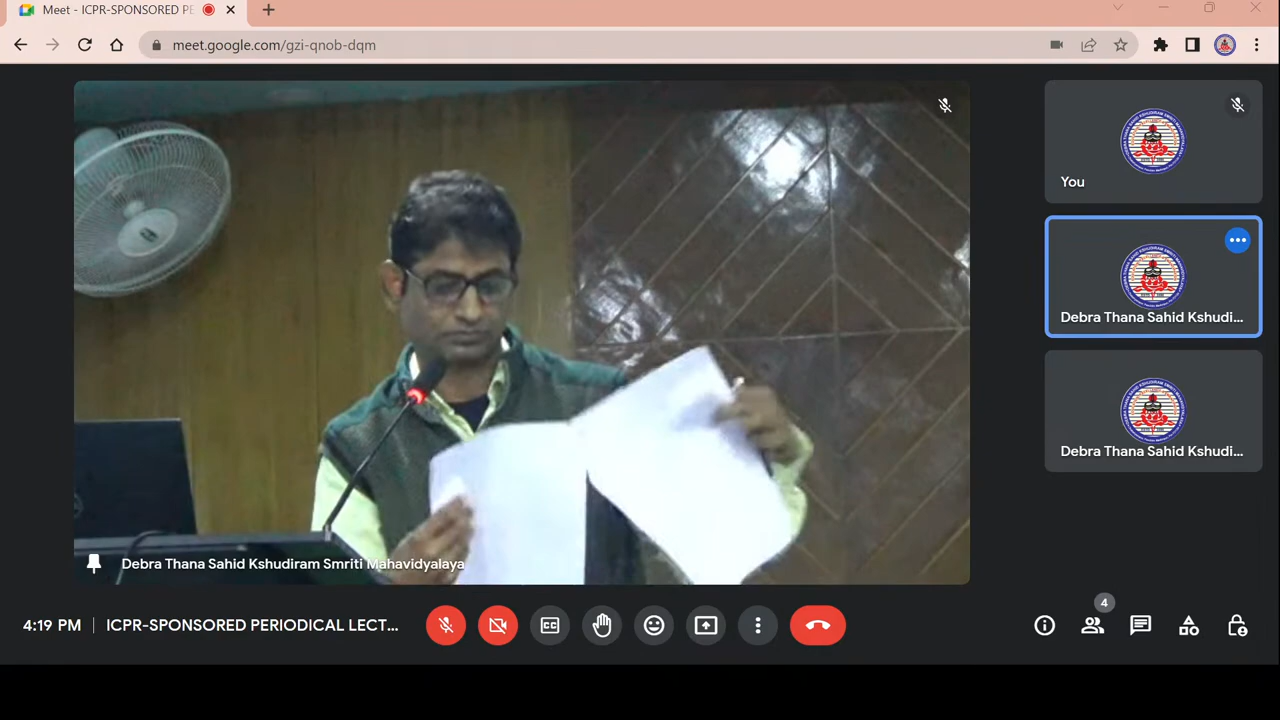 Meet - ICPR-SPONSORED PE
meet.google.com/gzi-qnob-dqm
You
Debra Thana Sahid Kshudi...
Debra Thana Sahid Kshudi...
Debra Thana Sahid Kshudiram Smriti Mahavidyalaya
4:19 PM | ICPR-SPONSORED PERIODICAL LECT...
CC
4